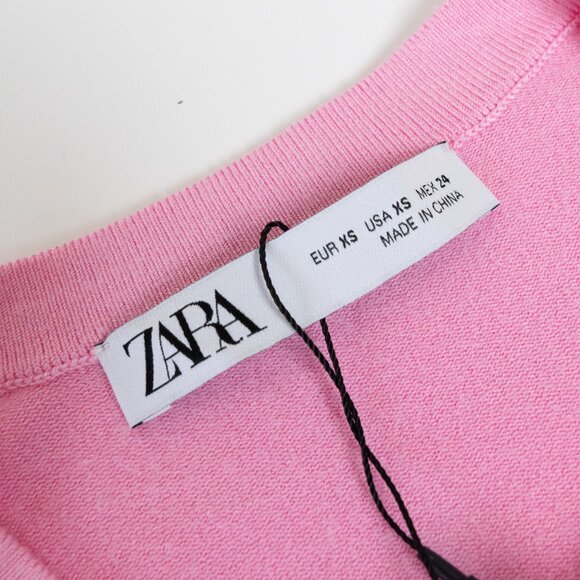 ZARA
EUR XS USA XS MEX 24
MADE IN CHINA